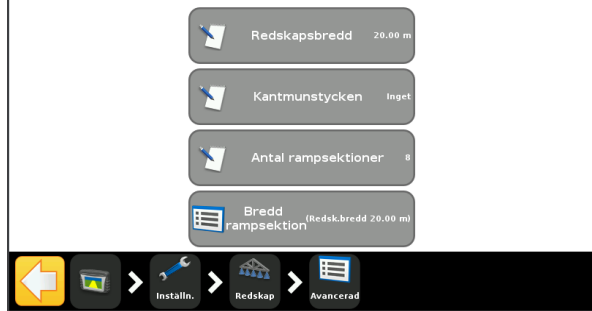 Redskapsbredd 20.00 m
Kantmunstycken Inget
Antal rampsektioner 8
Bredd
rampsektion (Redsk.bredd 20.00 m)
Inställn. Redskap Avancerad